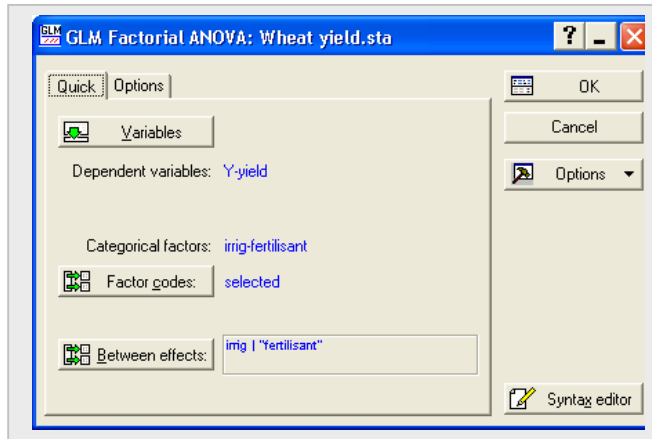 GLM GLM Factorial ANOVA: Wheat yield.sta
Quick Options
OK
Variables
Cancel
Dependent variables: Y-yield
Options
Categorical factors: irrig-fertilisant
Factor codes: selected
Between effects: irrig | "fertilisant"
Syntax editor